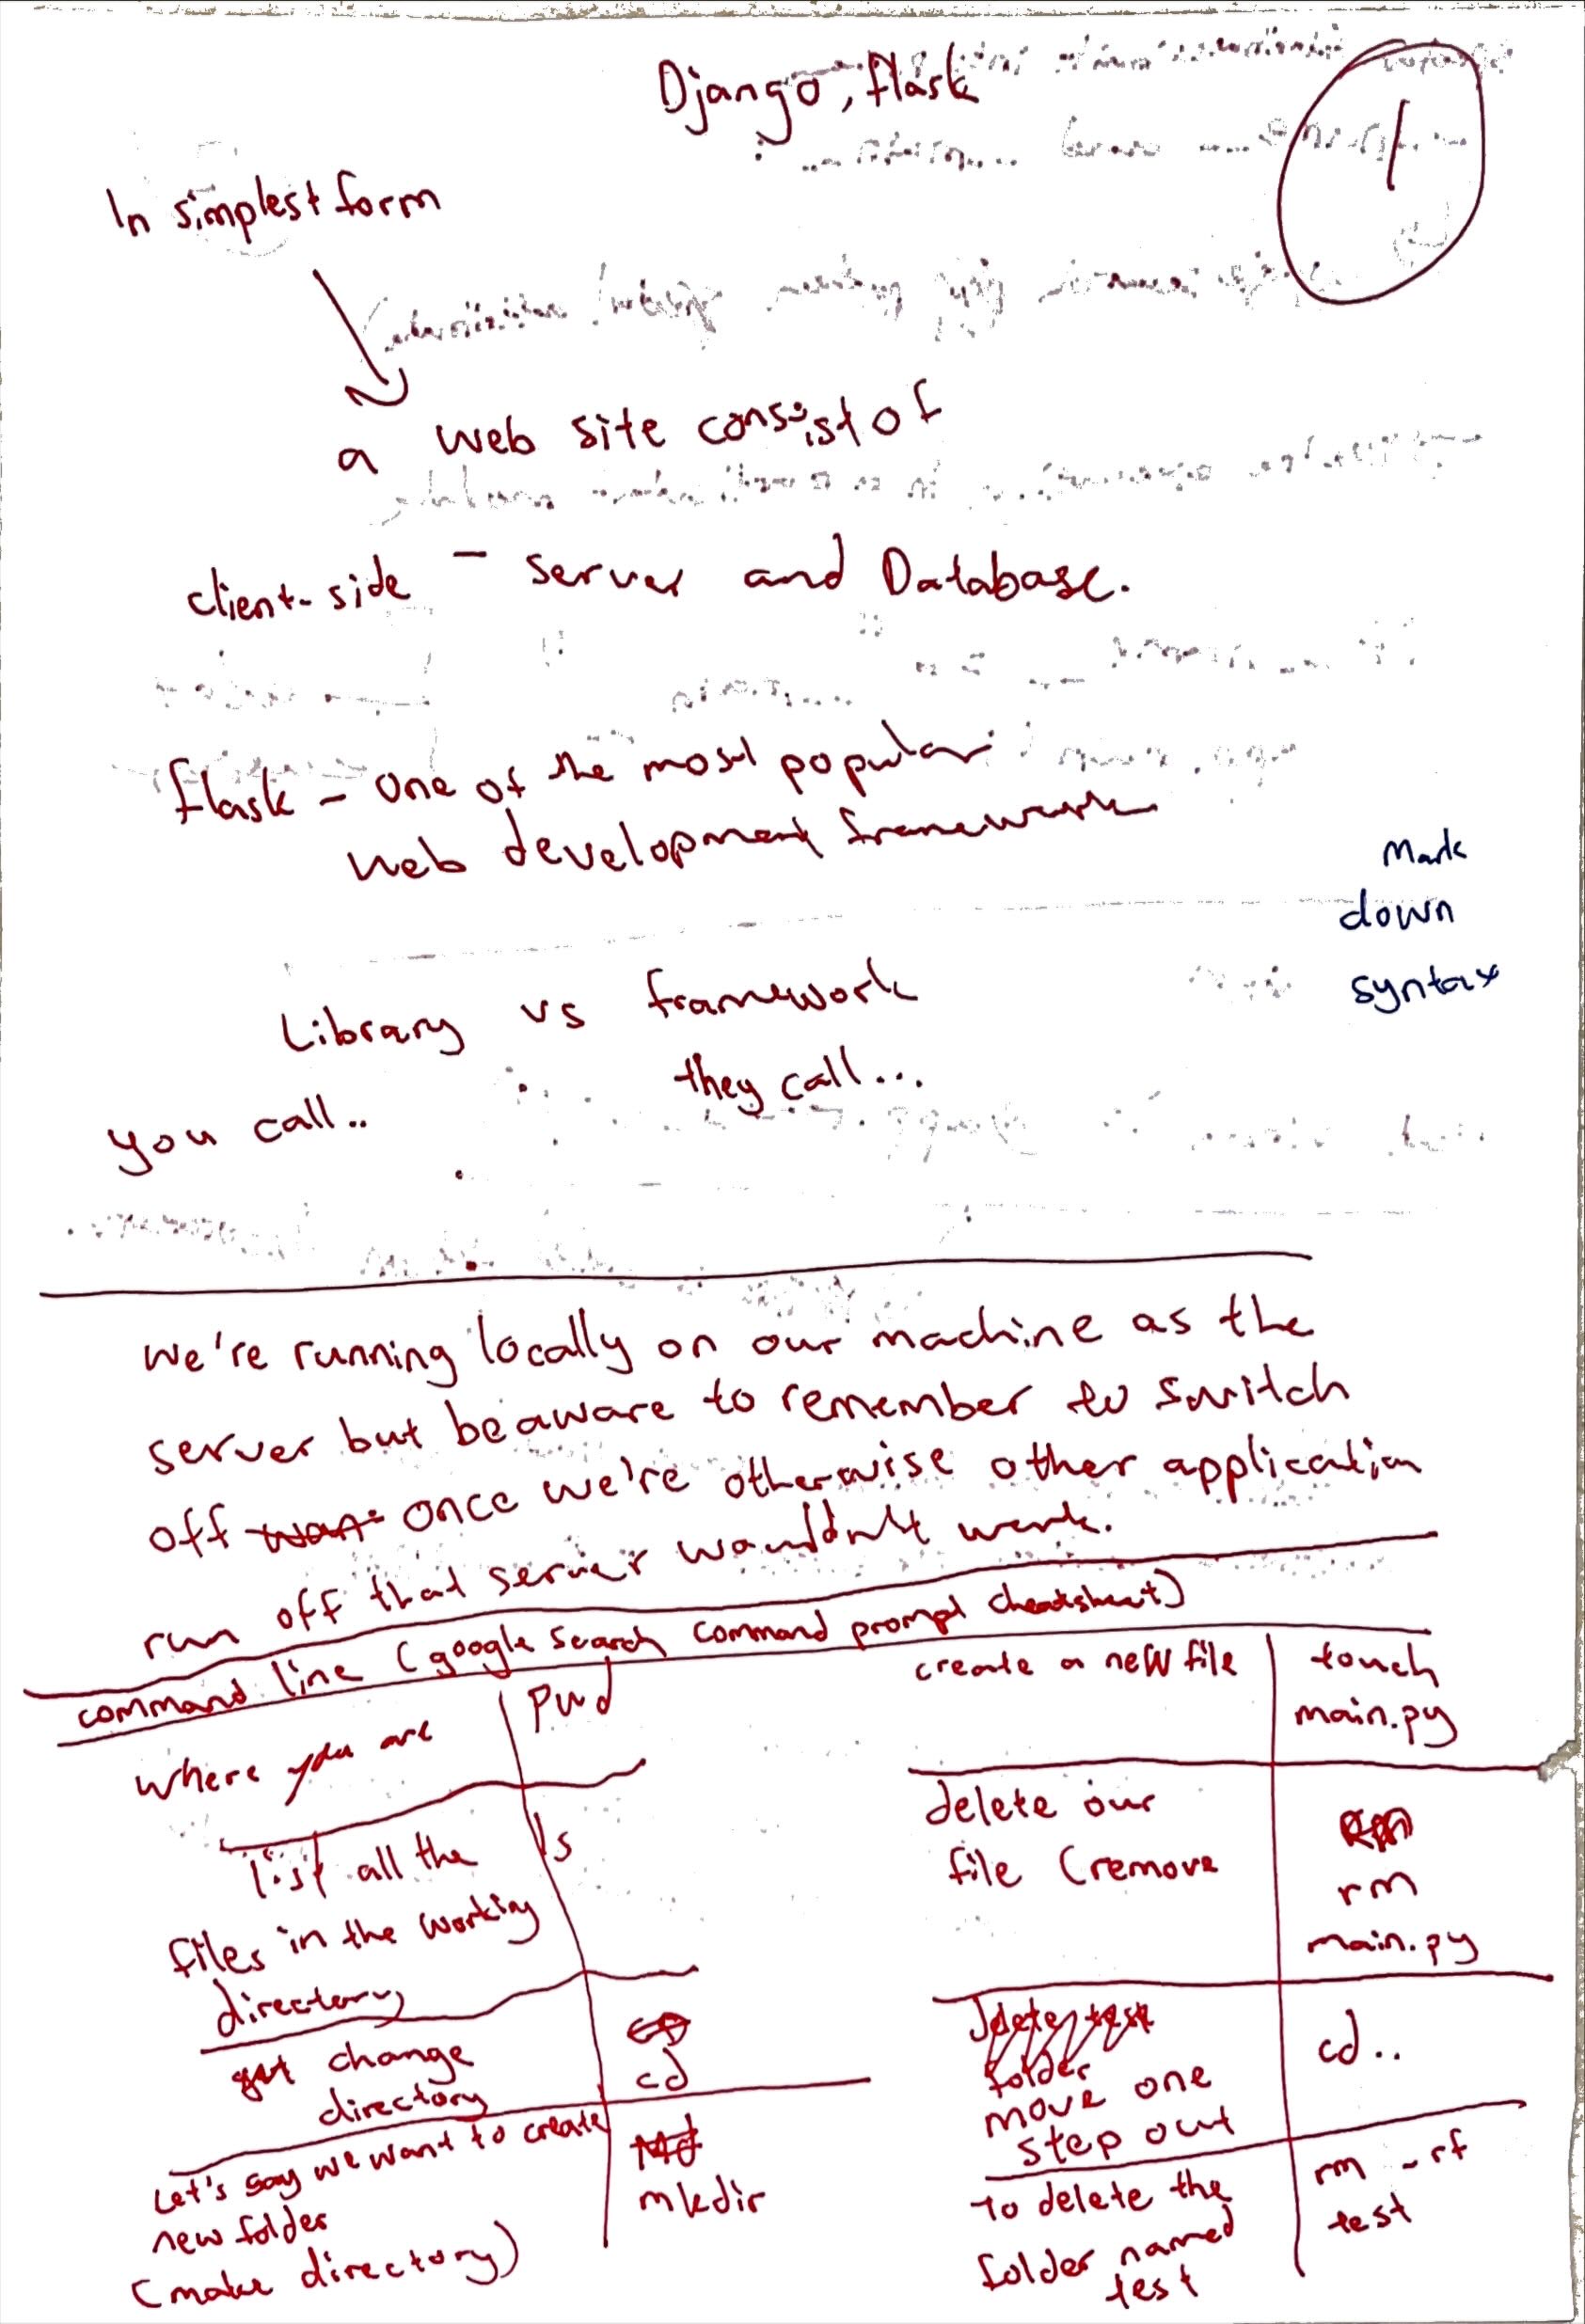 Django, flask
1
In simplest form
a web site consist of
client-side - server and Database.
flask - one of the most popular
web development framework
Mark
down
syntax
Library vs framework
you call.. they call...
we're running locally on our machine as the
server but beaware to remember to switch
off once we're otherwise other application
run off that server wouldn't work.
command line (google search command prompt cheatsheet)
where you are pwd
list all the ls
files in the working
directory
change
directory cd
Let's say we want to create
new folder mkdir
(make directory)
create a new file touch
main.py
delete our
file (remove rm
main.py
delete test
folder
move one cd..
step out
To delete the rm -rf
folder named test
test